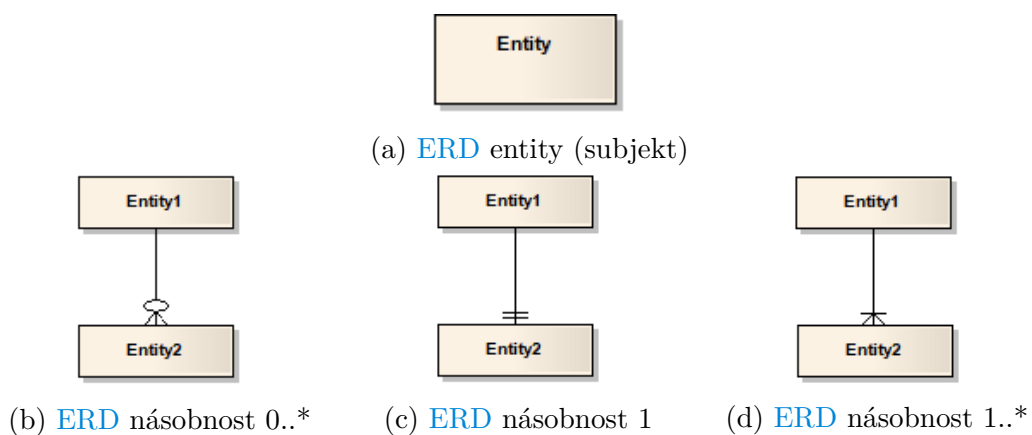 Entity
(a) ERD entity (subjekt)
Entity1 Entity1 Entity1
Entity2 Entity2 Entity2
(b) ERD násobnost 0..* (c) ERD násobnost 1 (d) ERD násobnost 1..*